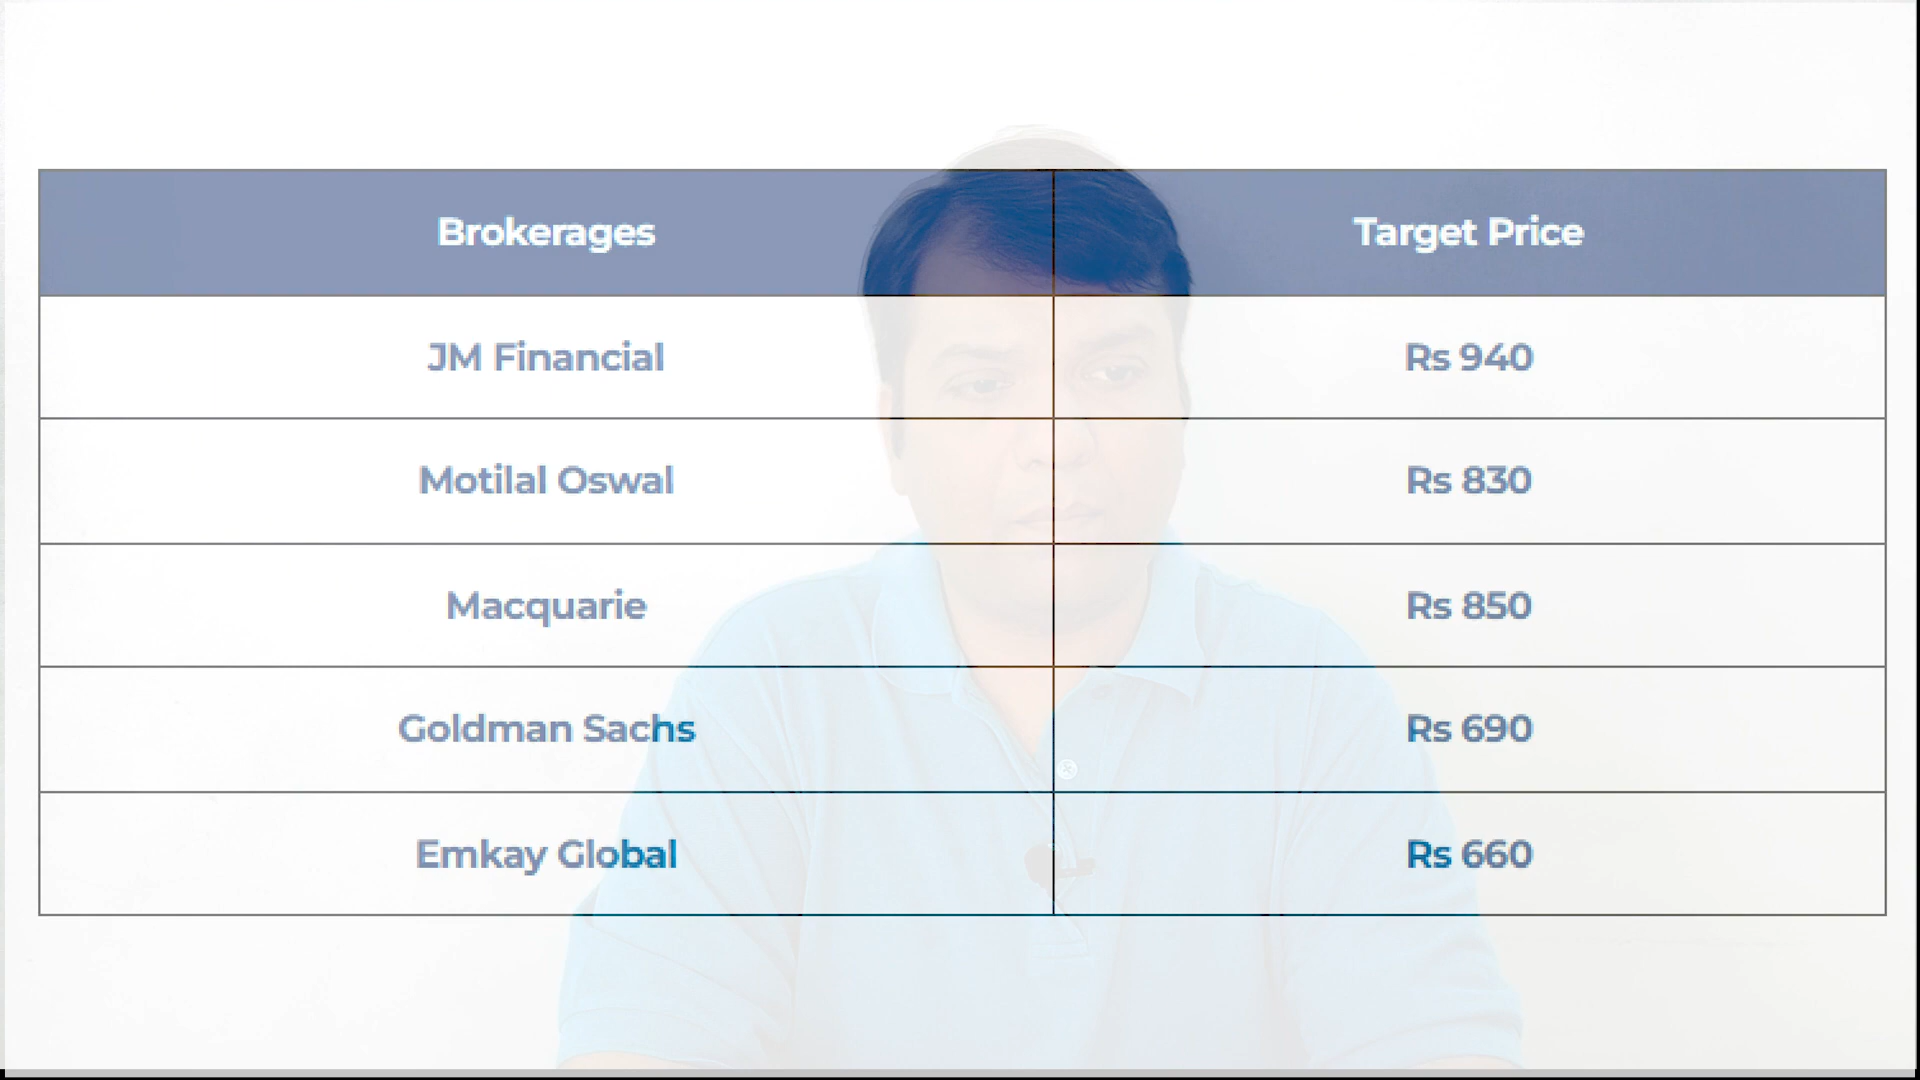 Brokerages Target Price
JM Financial Rs 940
Motilal Oswal Rs 830
Macquarie Rs 850
Goldman Sachs Rs 690
Emkay Global Rs 660